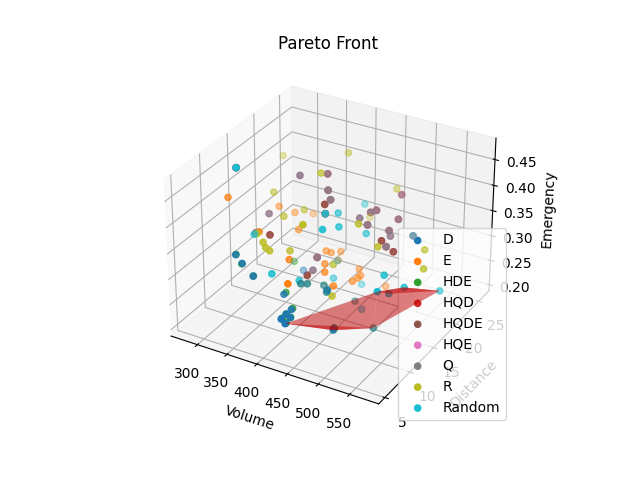 Pareto Front
0.45
0.40
0.35
0.30
0.25
0.20
Emergency
D
E
HDE
HQD
HQDE
HQE
Q
R
Random
25
20
15
10
5
Distance
300
350
400
450
500
550
Volume